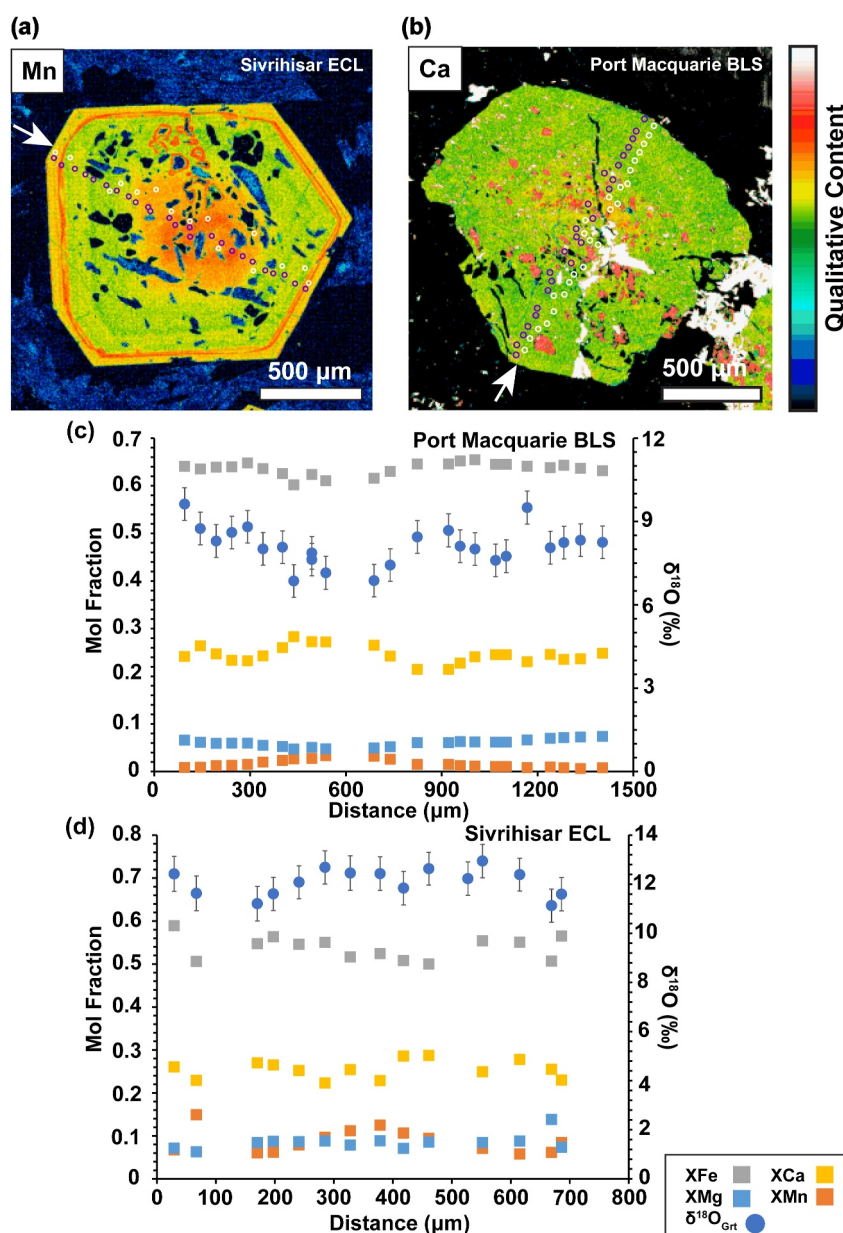 (a)
Mn
Sivrihisar ECL
500 µm
(b)
Ca
Port Macquarie BLS
500 µm
Qualitative Content
(c)
Port Macquarie BLS
0.7
0.6
0.5
0.4
0.3
0.2
0.1
0
Mol Fraction
12
9
6
3
0
δ¹⁸O (‰)
0 300 600 900 1200 1500
Distance (µm)
(d)
Sivrihisar ECL
0.8
0.7
0.6
0.5
0.4
0.3
0.2
0.1
0
Mol Fraction
14
12
10
8
6
4
2
0
δ¹⁸O (‰)
0 100 200 300 400 500 600 700 800
Distance (µm)
XFe XCa
XMg XMn
δ¹⁸O Grt